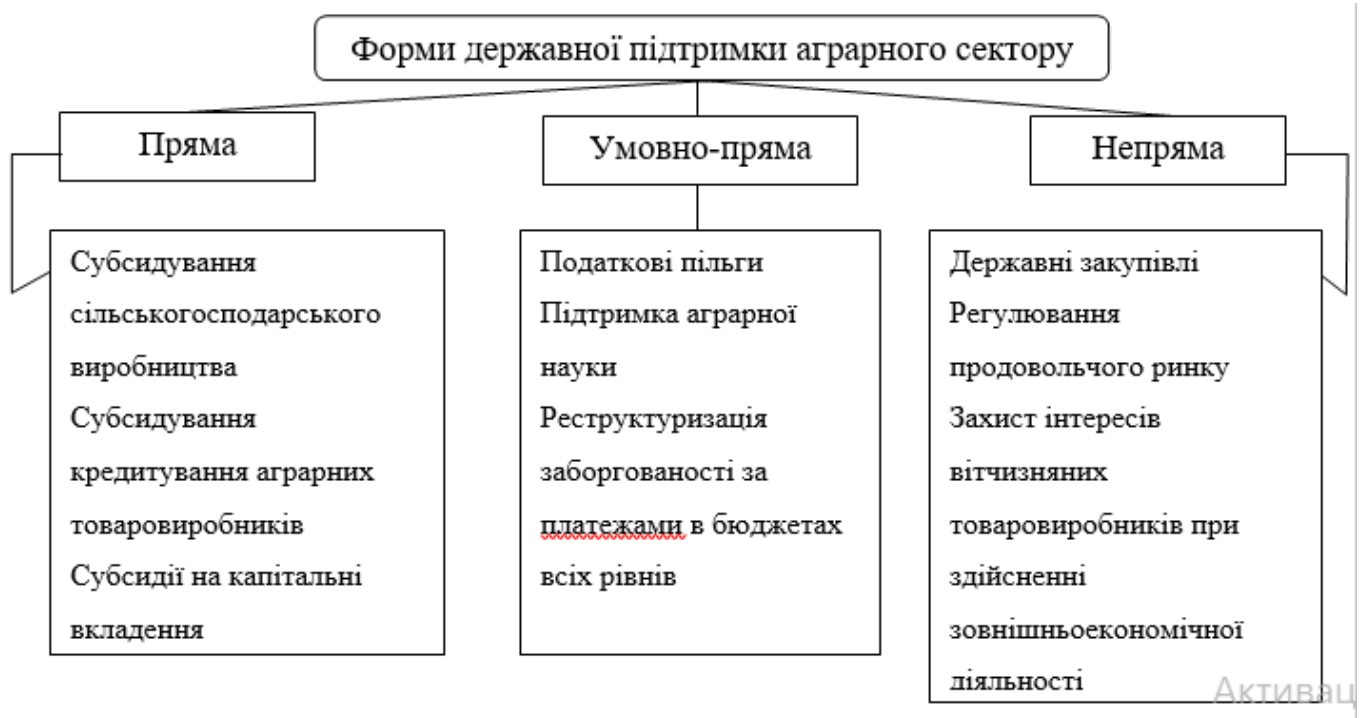 Форми державної підтримки аграрного сектору
Пряма
Умовно-пряма
Непряма
Субсидування
сільськогосподарського
виробництва
Субсидування
кредитування аграрних
товаровиробників
Субсидії на капітальні
вкладення
Податкові пільги
Підтримка аграрної
науки
Реструктуризація
заборгованості за
платежами в бюджетах
всіх рівнів
Державні закупівлі
Регулювання
продовольчого ринку
Захист інтересів
вітчизняних
товаровиробників при
здійсненні
зовнішньоекономічної
діяльності
Активац